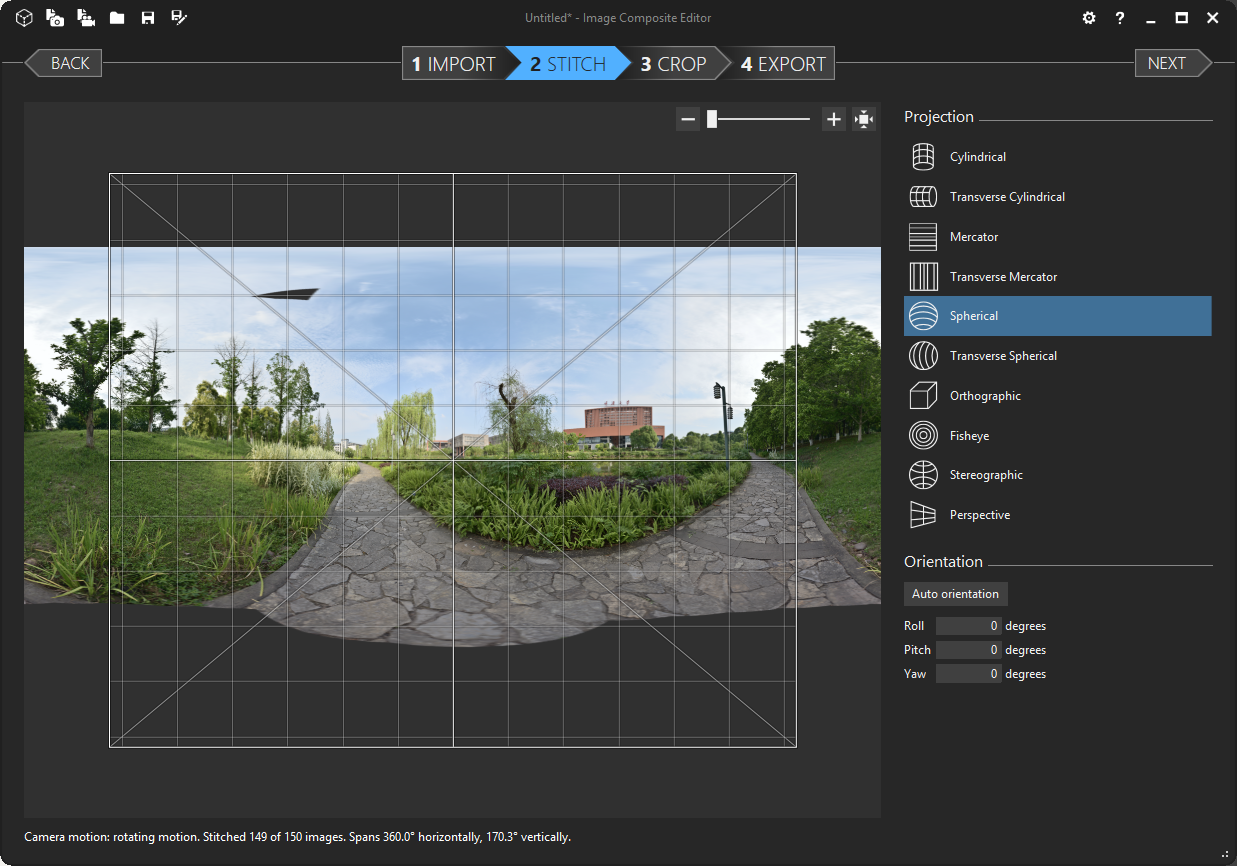 Untitled* - Image Composite Editor
BACK
1 IMPORT
2 STITCH
3 CROP
4 EXPORT
NEXT
Projection
Cylindrical
Transverse Cylindrical
Mercator
Transverse Mercator
Spherical
Transverse Spherical
Orthographic
Fisheye
Stereographic
Perspective
Orientation
Auto orientation
Roll 0 degrees
Pitch 0 degrees
Yaw 0 degrees
Camera motion: rotating motion. Stitched 149 of 150 images. Spans 360.0° horizontally, 170.3° vertically.